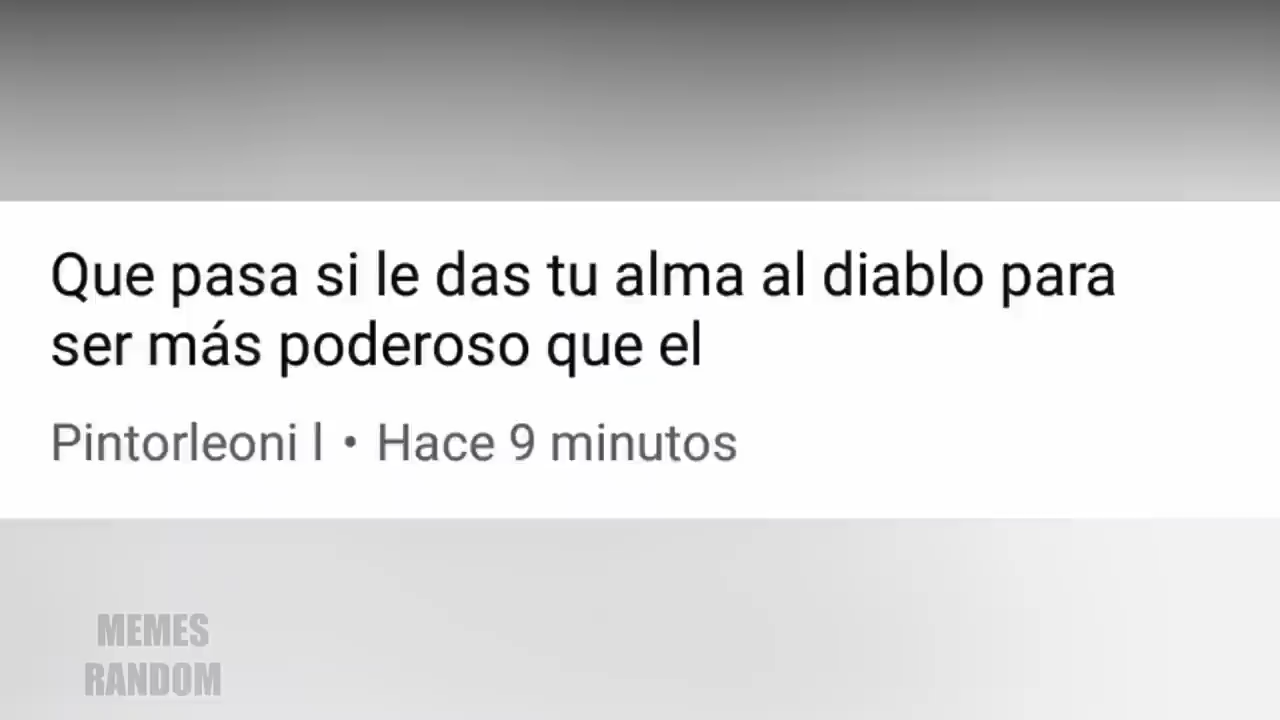 Que pasa si le das tu alma al diablo para
ser más poderoso que el
Pintorleoni l • Hace 9 minutos
MEMES
RANDOM